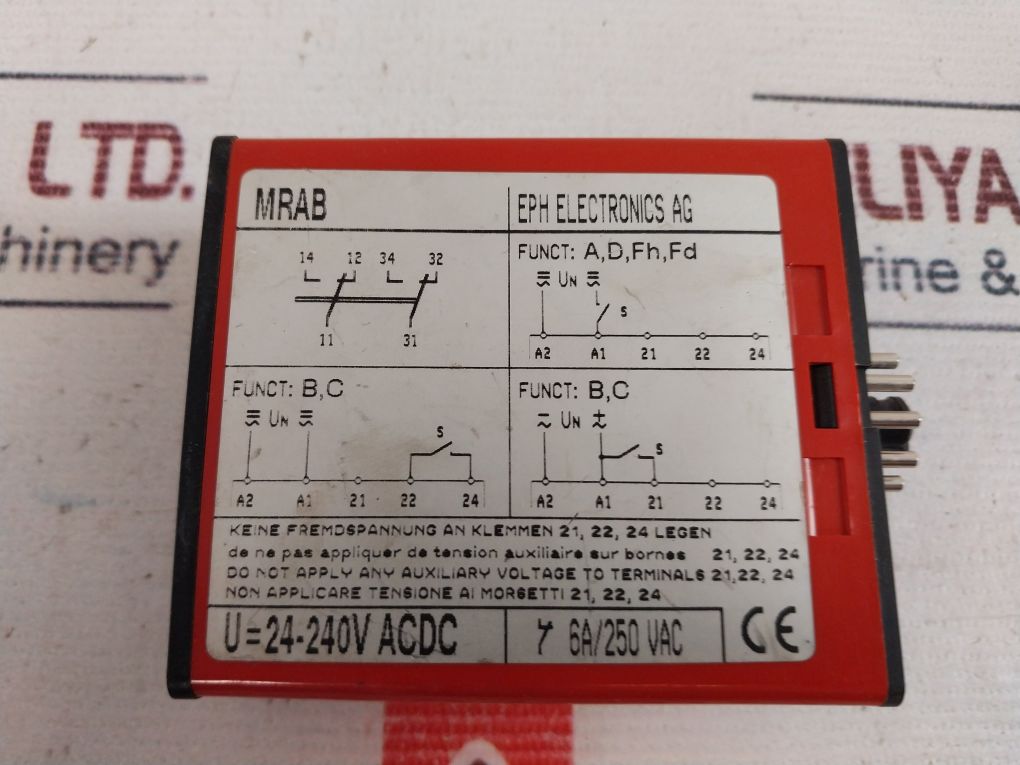 LTD.
hinery
LIYA
rine &
MRAB
EPH ELECTRONICS AG
14 12 34 32
11 31
FUNCT: A,D,Fh,Fd
UN
S
A2 A1 21 22 24
FUNCT: B,C
UN
S
A2 A1 21 22 24
FUNCT: B,C
UN
S
A2 A1 21 22 24
KEINE FREMDSPANNUNG AN KLEMMEN 21, 22, 24 LEGEN
de ne pas appliquer de tension auxiliaire sur bornes 21, 22, 24
DO NOT APPLY ANY AUXILIARY VOLTAGE TO TERMINALS 21,22, 24
NON APPLICARE TENSIONE AI MORSETTI 21, 22, 24
U=24-240V ACDC
6A/250 VAC
CE